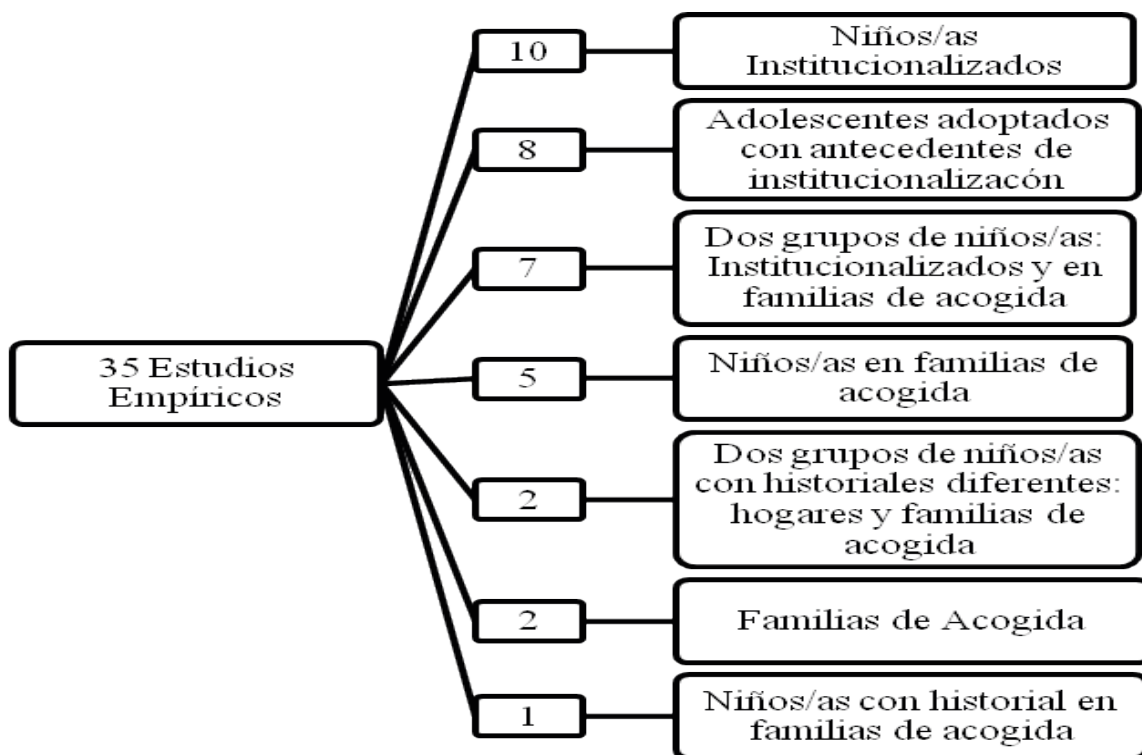 35 Estudios
Empíricos
10
Niños/as
Institucionalizados
8
Adolescentes adoptados
con antecedentes de
institucionalizacón
7
Dos grupos de niños/as:
Institucionalizados y en
familias de acogida
5
Niños/as en familias de
acogida
2
Dos grupos de niños/as
con historiales diferentes:
hogares y familias de
acogida
2
Familias de Acogida
1
Niños/as con historial en
familias de acogida